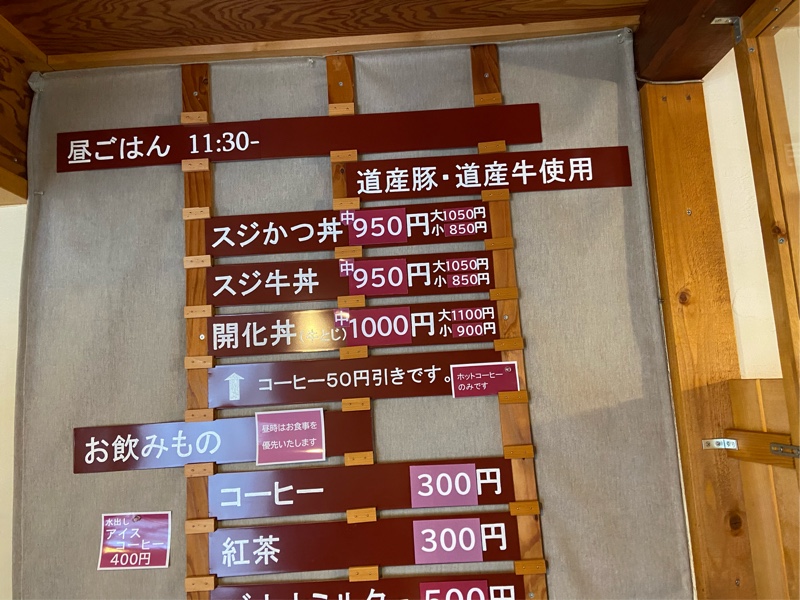 昼ごはん 11:30-
道産豚・道産牛使用
スジかつ丼 中950円 大1050円 小850円
スジ牛丼 中950円 大1050円 小850円
開化丼 中1000円 大1100円 小900円
↑ コーヒー50円引きです。 ホットコーヒー
のみです
お飲みもの
昼時はお食事を
優先いたします
コーヒー 300円
水出し
アイス
コーヒー
400円
紅茶 300円
500円